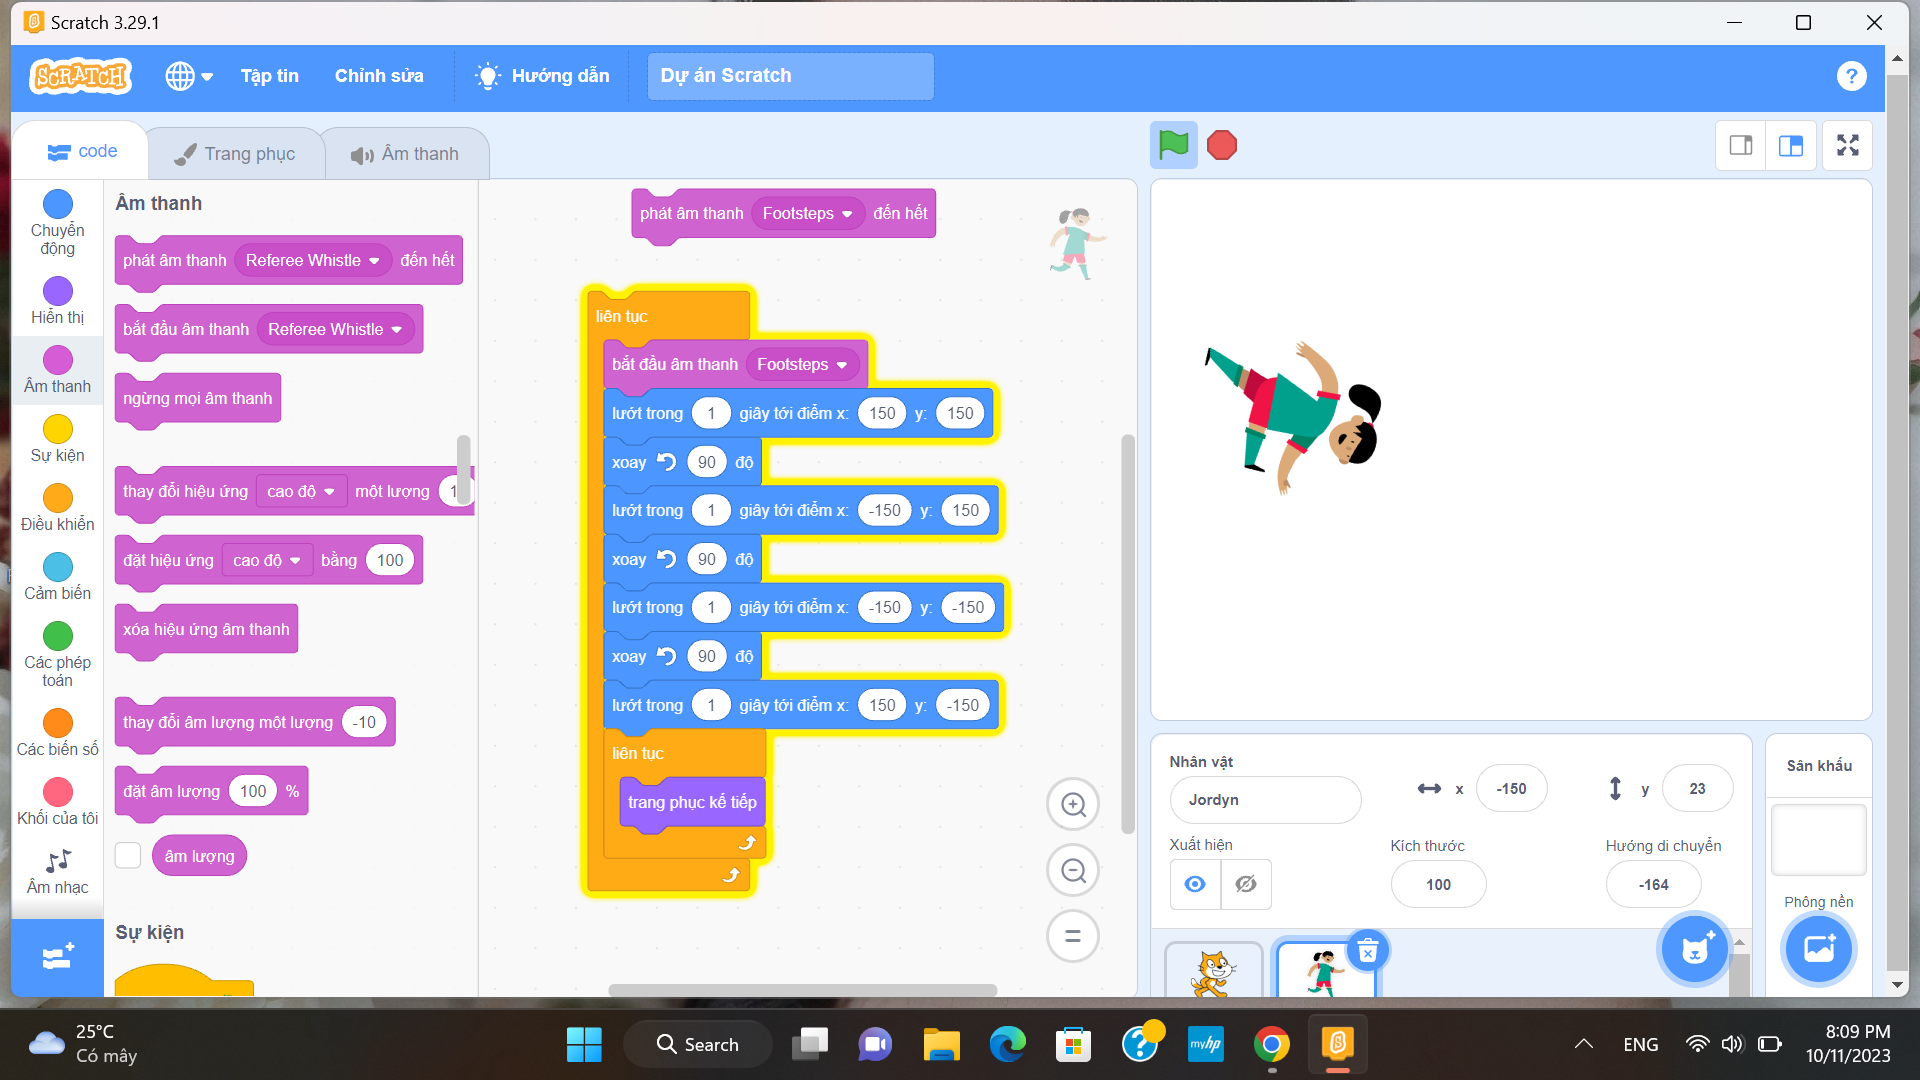 Scratch 3.29.1
SCRATCH
Tập tin
Chỉnh sửa
Hướng dẫn
Dự án Scratch
?
code
Trang phục
Âm thanh
Chuyển
động
Hiển thị
Âm thanh
Sự kiện
Điều khiển
Cảm biến
Các phép
toán
Các biến số
Khối của tôi
Âm nhạc
Âm thanh
phát âm thanh Referee Whistle đến hết
bắt đầu âm thanh Referee Whistle
ngừng mọi âm thanh
thay đổi hiệu ứng cao độ một lượng
đặt hiệu ứng cao độ bằng 100
xóa hiệu ứng âm thanh
thay đổi âm lượng một lượng -10
đặt âm lượng 100 %
âm lượng
Sự kiện
phát âm thanh Footsteps đến hết
liên tục
bắt đầu âm thanh Footsteps
lướt trong 1 giây tới điểm x: 150 y: 150
xoay 90 độ
lướt trong 1 giây tới điểm x: -150 y: 150
xoay 90 độ
lướt trong 1 giây tới điểm x: -150 y: -150
xoay 90 độ
lướt trong 1 giây tới điểm x: 150 y: -150
liên tục
trang phục kế tiếp
Nhân vật
Jordyn
x -150
y 23
Xuất hiện
Kích thước
100
Hướng di chuyển
-164
Sân khấu
Phông nền
25°C
Có mây
Search
myhp
ENG
8:09 PM
10/11/2023